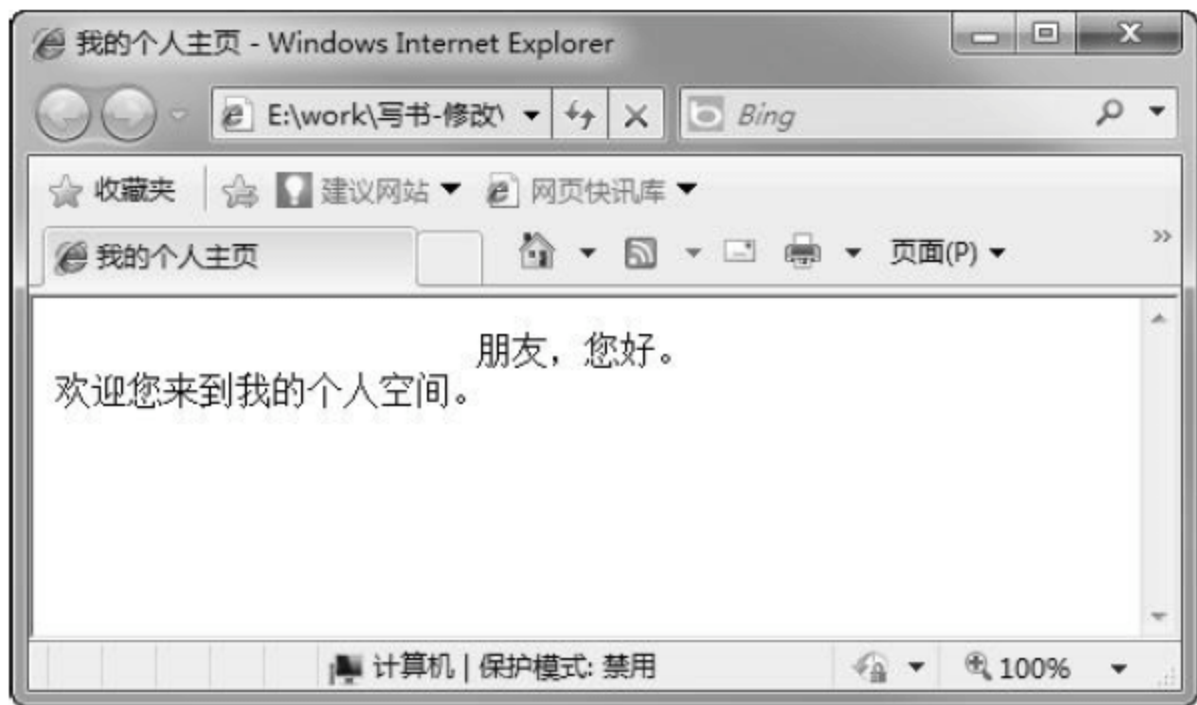 我的个人主页 - Windows Internet Explorer
E:\work\写书-修改\
Bing
收藏夹 建议网站 网页快讯库
我的个人主页 页面(P)
朋友，您好。
欢迎您来到我的个人空间。
计算机 | 保护模式: 禁用 100%